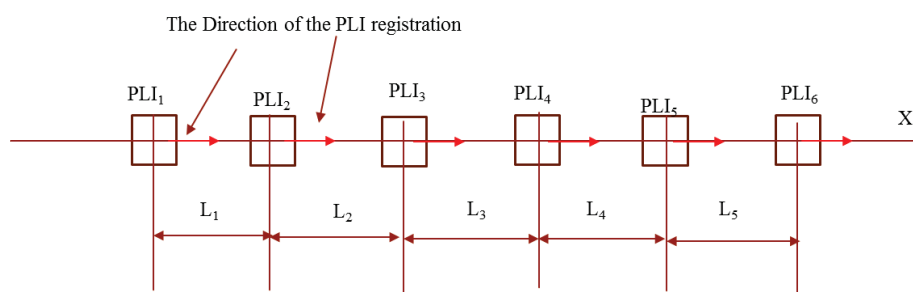 The Direction of the PLI registration
PLI₁
PLI₂
PLI₃
PLI₄
PLI₅
PLI₆
X
L₁
L₂
L₃
L₄
L₅